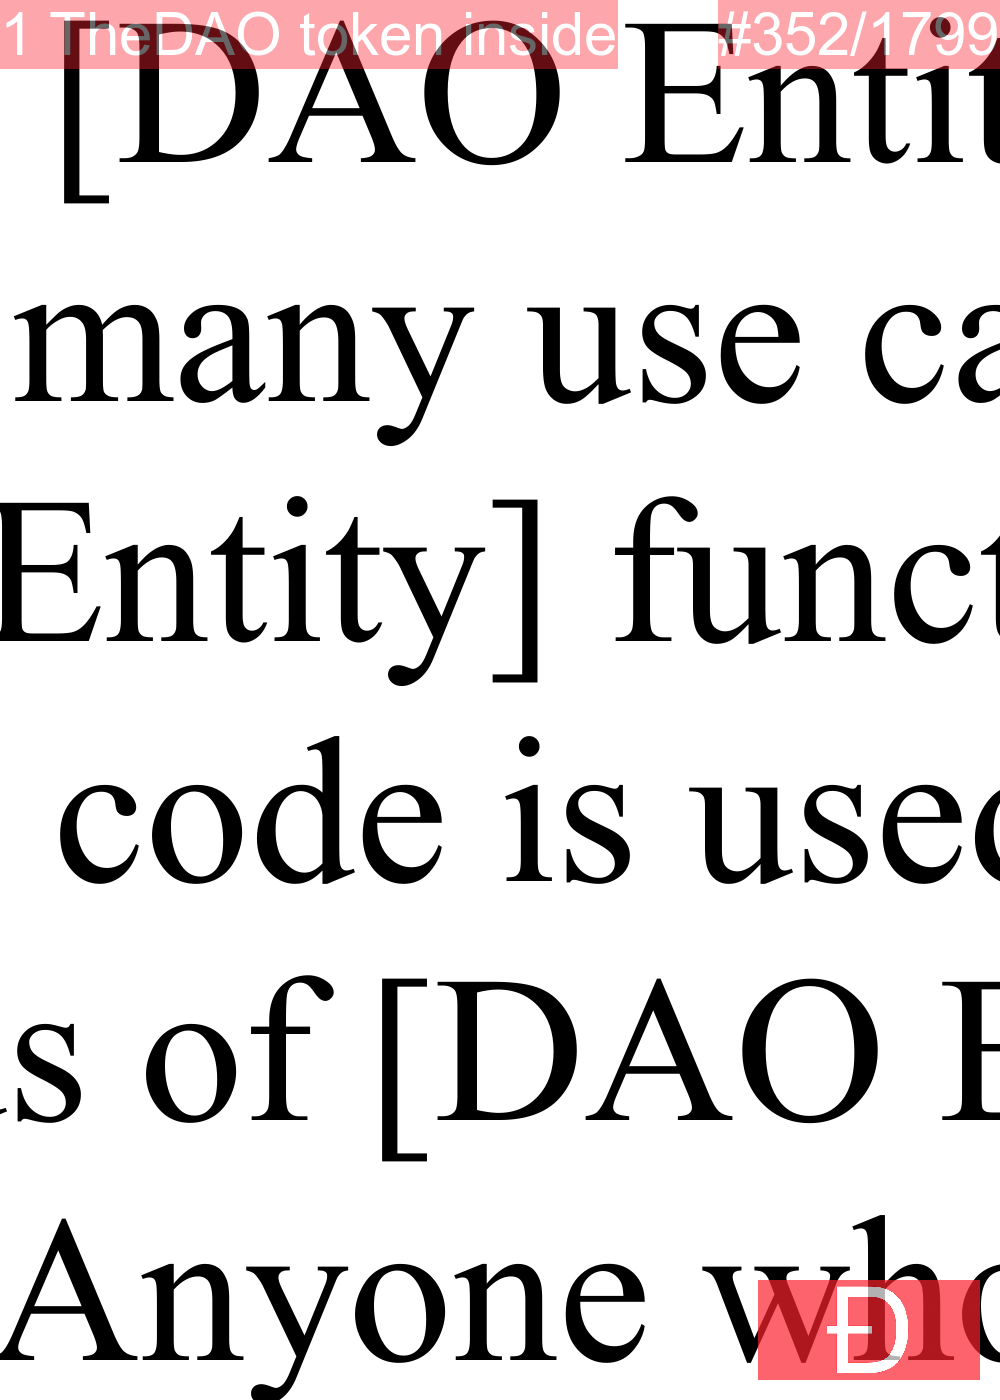 1 TheDAO token inside #352/1799
[DAO Entit
many use ca
Entity] funct
code is used
s of [DAO E
Anyone who
Đ